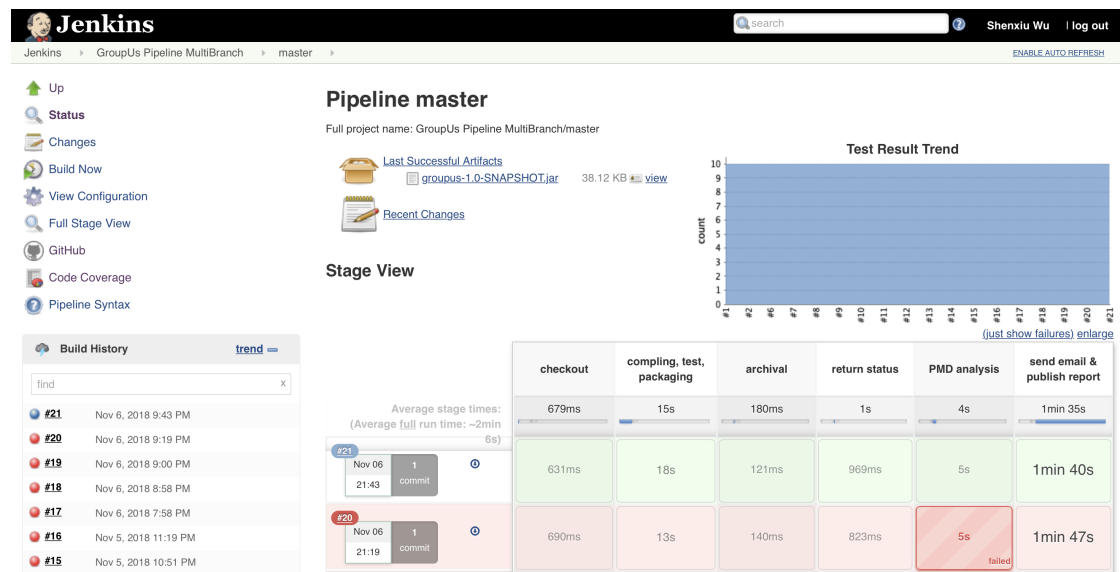 Jenkins
search
Shenxiu Wu | log out
Jenkins GroupUs Pipeline MultiBranch master
ENABLE AUTO REFRESH
Up
Status
Changes
Build Now
View Configuration
Full Stage View
GitHub
Code Coverage
Pipeline Syntax
Build History trend
find x
#21 Nov 6, 2018 9:43 PM
#20 Nov 6, 2018 9:19 PM
#19 Nov 6, 2018 9:00 PM
#18 Nov 6, 2018 8:58 PM
#17 Nov 6, 2018 7:58 PM
#16 Nov 5, 2018 11:19 PM
#15 Nov 5, 2018 10:51 PM
Pipeline master
Full project name: GroupUs Pipeline MultiBranch/master
Last Successful Artifacts
groupus-1.0-SNAPSHOT.jar 38.12 KB view
Recent Changes
Test Result Trend
count
10
9
8
7
6
5
4
3
2
1
0
#1 #2 #6 #7 #8 #9 #10 #11 #12 #13 #14 #15 #16 #17 #18 #19 #20 #21
(just show failures) enlarge
Stage View
checkout
compling, test,
packaging
archival
return status
PMD analysis
send email &
publish report
Average stage times:
(Average full run time: ~2min
6s)
679ms 15s 180ms 1s 4s 1min 35s
#21
Nov 06
21:43
1
commit
631ms 18s 121ms 969ms 5s 1min 40s
#20
Nov 06
21:19
1
commit
690ms 13s 140ms 823ms 5s 1min 47s
failed